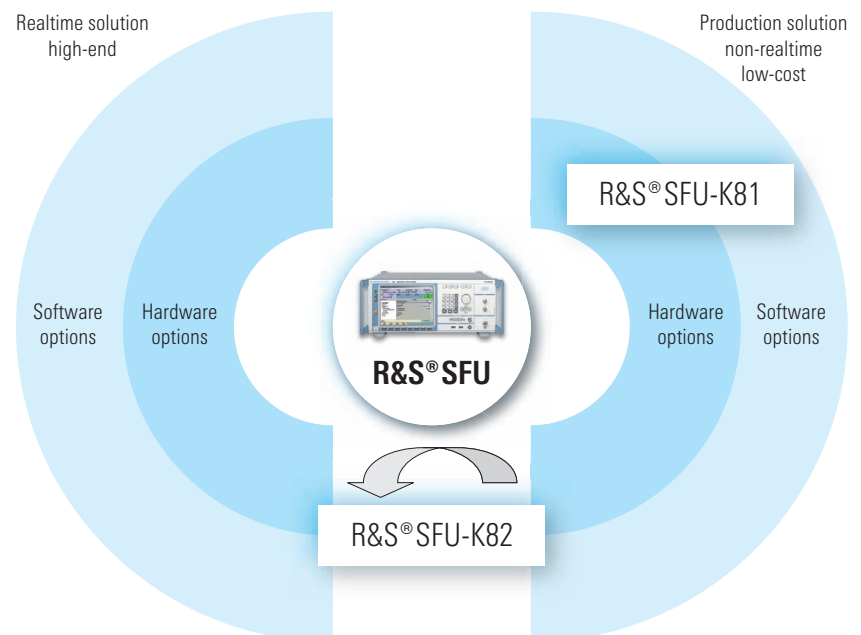 Realtime solution
high-end
Production solution
non-realtime
low-cost
R&S®SFU-K81
Software
options
Hardware
options
Hardware
options
Software
options
R&S®SFU
R&S®SFU-K82